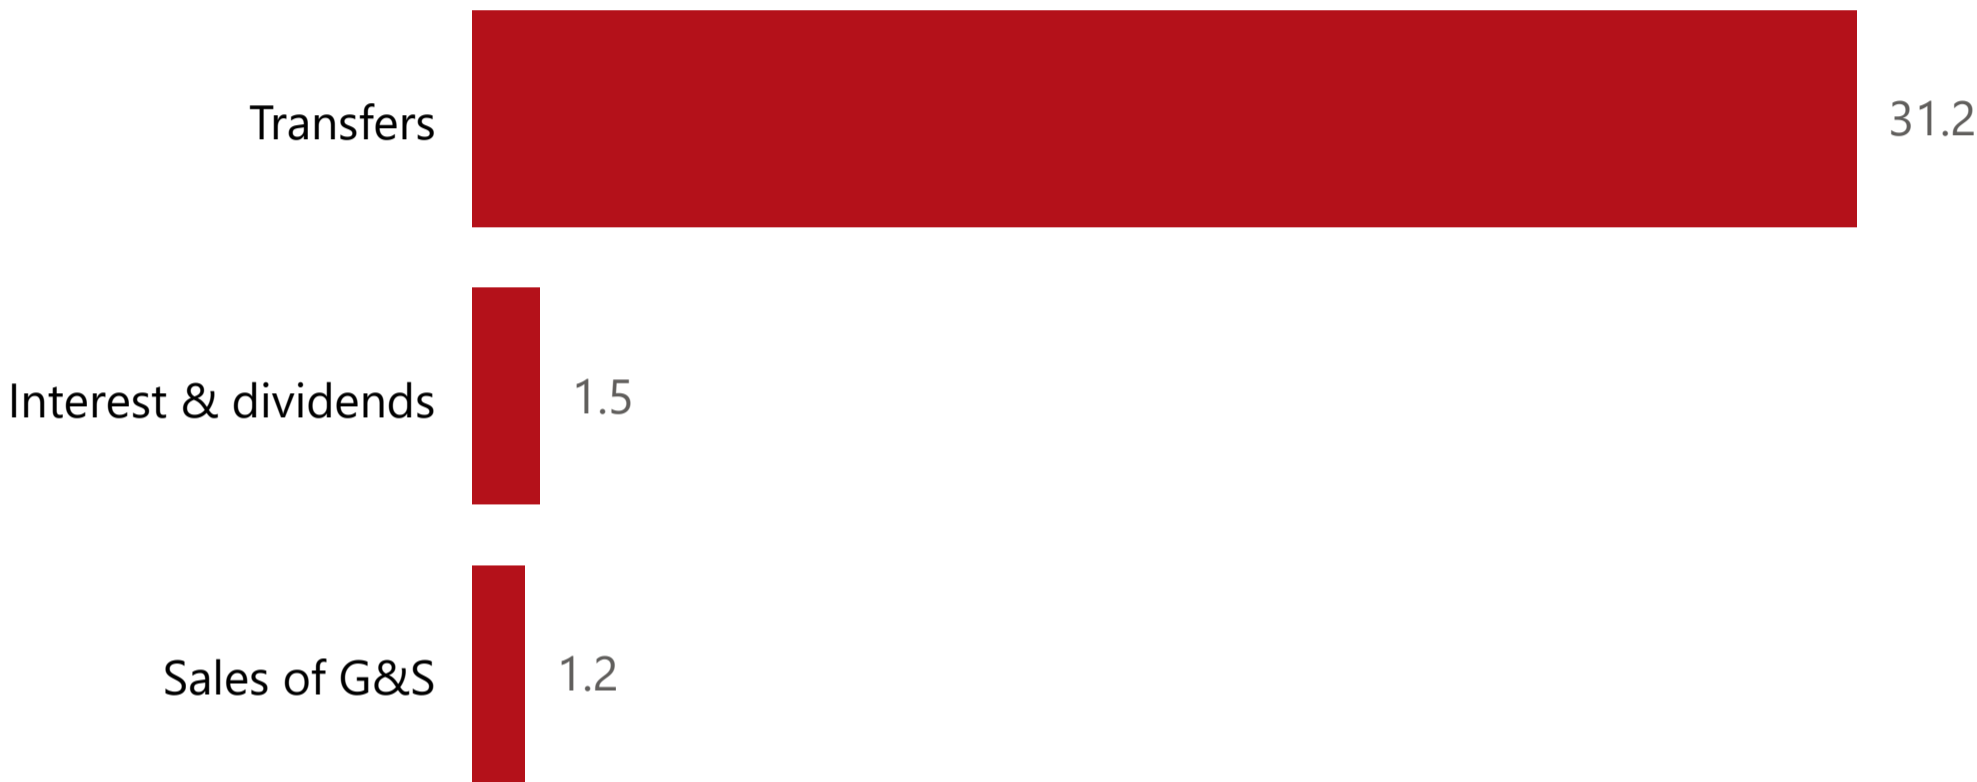 Transfers 31.2
Interest & dividends 1.5
Sales of G&S 1.2